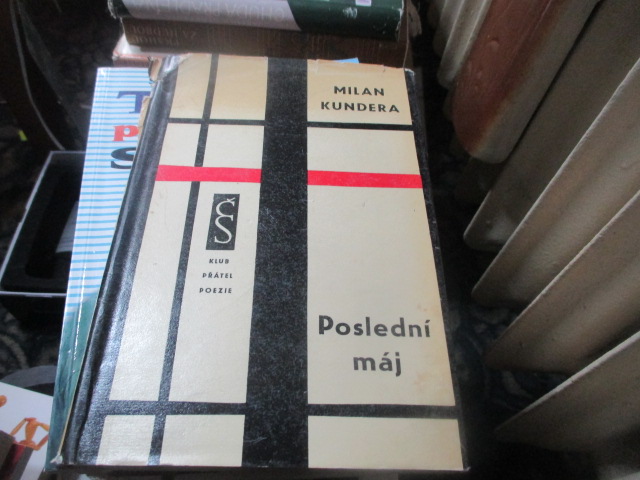 MILAN
KUNDERA
ČS
KLUB
PŘÁTEL
POEZIE
Poslední
máj
T
P
S